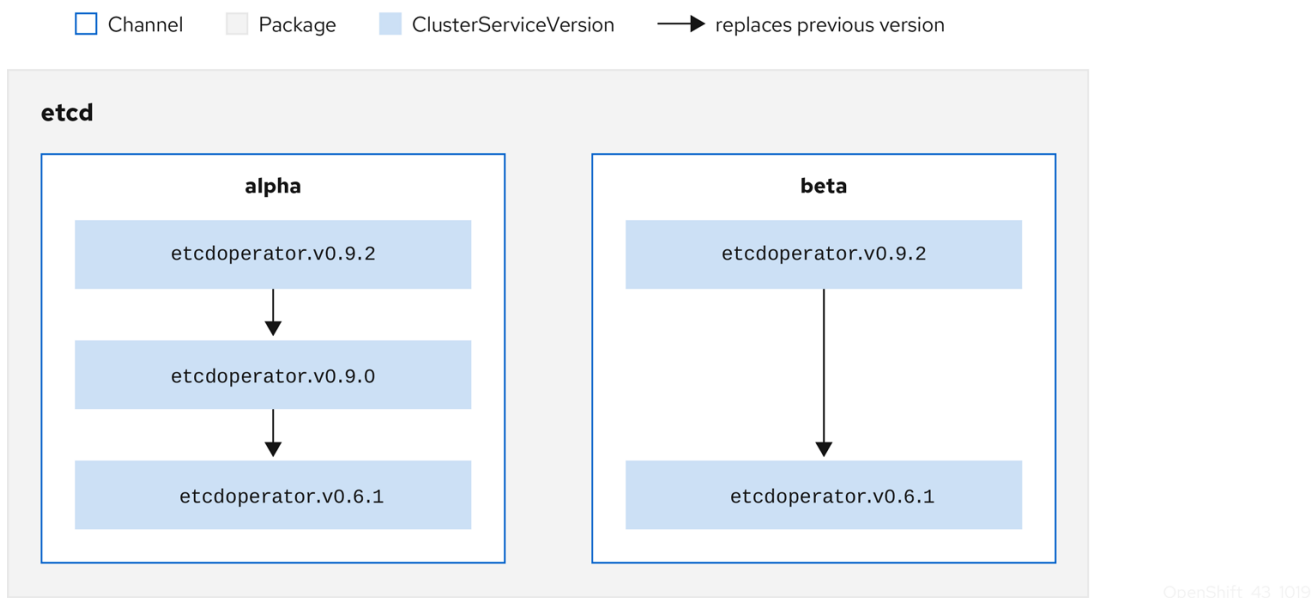 Channel Package ClusterServiceVersion replaces previous version
etcd
alpha
etcdoperator.v0.9.2
etcdoperator.v0.9.0
etcdoperator.v0.6.1
beta
etcdoperator.v0.9.2
etcdoperator.v0.6.1
OpenShift_43_1019